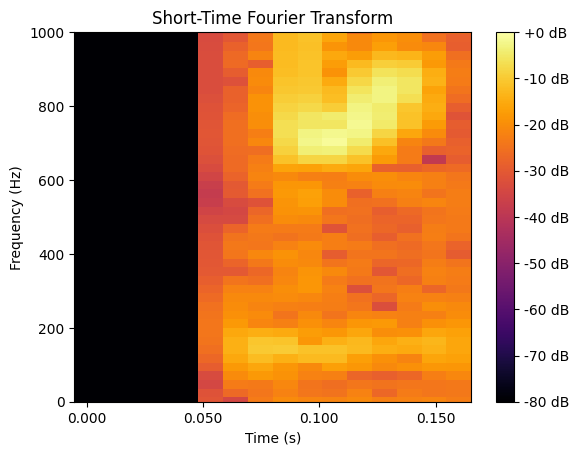 Short-Time Fourier Transform
1000
800
600
400
200
0
Frequency (Hz)
0.000
0.050
0.100
0.150
Time (s)
+0 dB
-10 dB
-20 dB
-30 dB
-40 dB
-50 dB
-60 dB
-70 dB
-80 dB